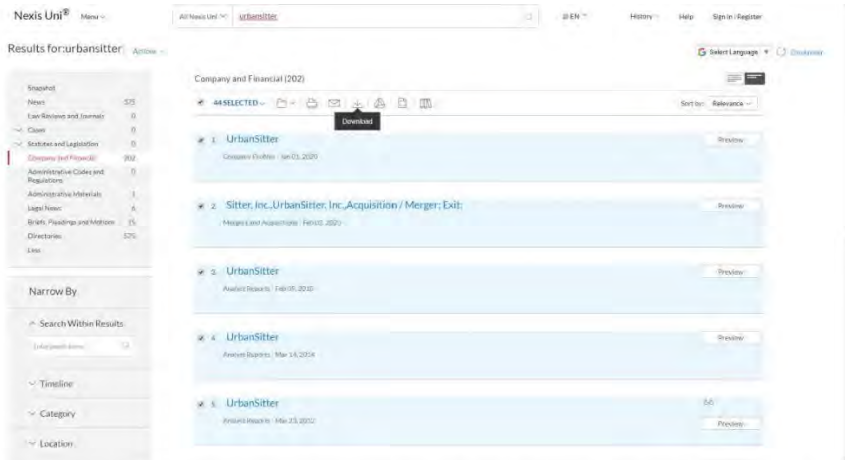 Nexis Uni® Menu
All Nexis Uni urbansitter
EN History Help Sign in / Register
Results for:urbansitter Actions
Select Language
Company and Financial (202)
44 SELECTED
Download
Sort by: Relevance
Snapshot
News 575
Law Reviews and Journals 0
Cases 0
Statutes and Legislation 0
Company and Financial 202
Administrative Codes and Regulations 0
Administrative Materials 1
Legal News 6
Briefs, Pleadings and Motions 15
Directories 575
Less
Narrow By
Search Within Results
Timeline
Category
Location
1. UrbanSitter
Preview
Company Profiles Jan 01, 2020
2. Sitter, Inc.,UrbanSitter, Inc.,Acquisition / Merger; Exit;
Preview
Mergers and Acquisitions
3. UrbanSitter
Preview
Analyst Reports
4. UrbanSitter
Preview
Analyst Reports
5. UrbanSitter
Analyst Reports
Preview